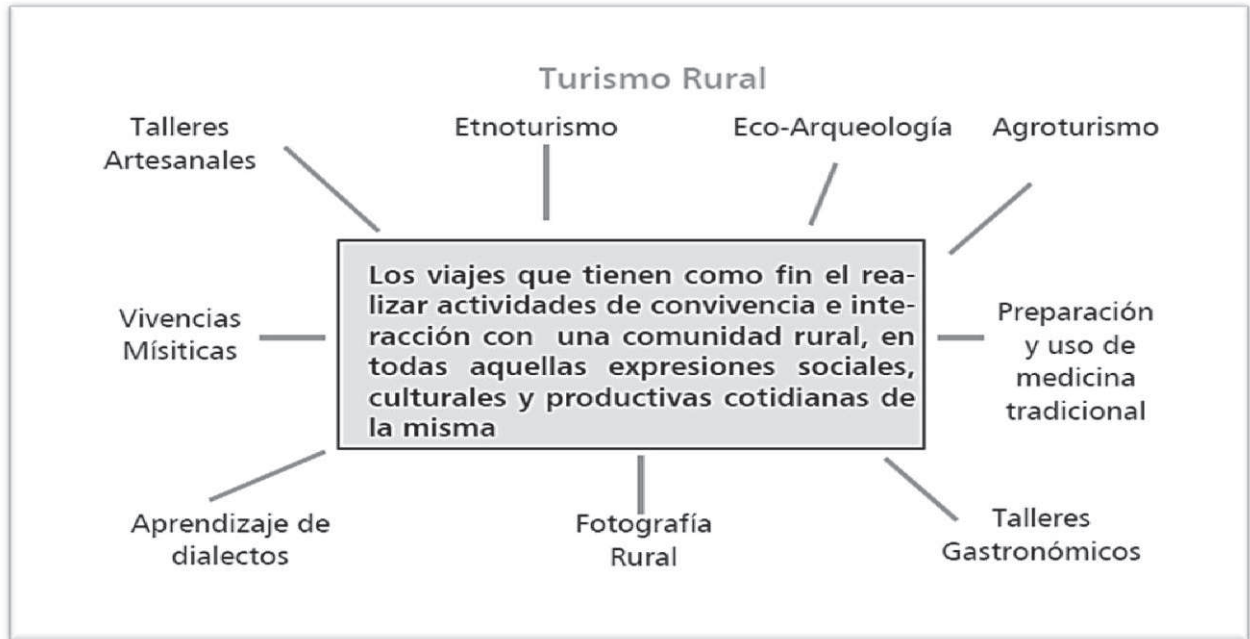 Turismo Rural
Talleres
Artesanales
Etnoturismo
Eco-Arqueología
Agroturismo
Los viajes que tienen como fin el rea-
lizar actividades de convivencia e inte-
racción con una comunidad rural, en
todas aquellas expresiones sociales,
culturales y productivas cotidianas de
la misma
Vivencias
Mísiticas
Preparación
y uso de
medicina
tradicional
Aprendizaje de
dialectos
Fotografía
Rural
Talleres
Gastronómicos